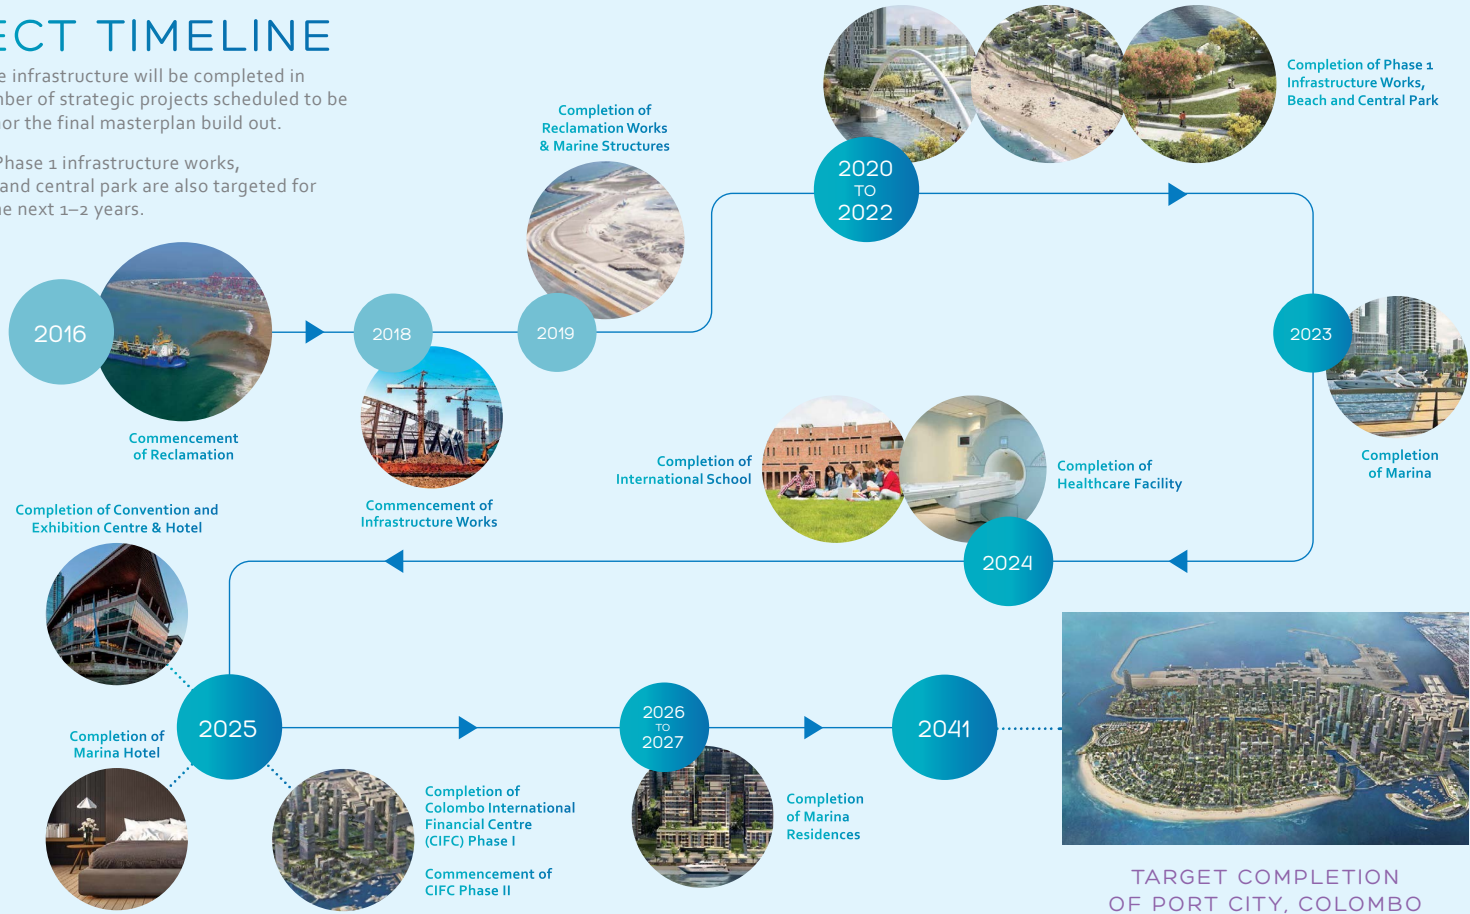 ECT TIMELINE
e infrastructure will be completed in
ber of strategic projects scheduled to be
or the final masterplan build out.
Phase 1 infrastructure works,
and central park are also targeted for
e next 1–2 years.
Completion of
Reclamation Works
& Marine Structures
Completion of Phase 1
Infrastructure Works,
Beach and Central Park
2020
TO
2022
2016
2018
2019
2023
Commencement
of Reclamation
Commencement of
Infrastructure Works
Completion of
International School
Completion of
Healthcare Facility
Completion
of Marina
2024
Completion of Convention and
Exhibition Centre & Hotel
2025
Completion of
Marina Hotel
Completion of
Colombo International
Financial Centre
(CIFC) Phase I
Commencement of
CIFC Phase II
2026
TO
2027
Completion
of Marina
Residences
2041
TARGET COMPLETION
OF PORT CITY, COLOMBO